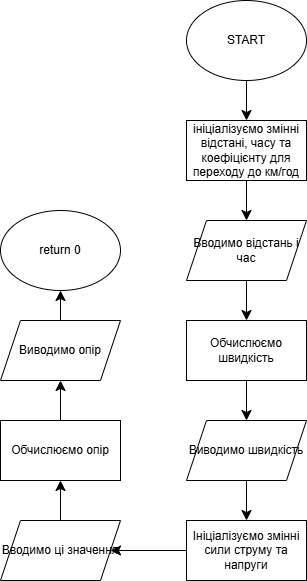 START
ініціалізуємо змінні
відстані, часу та
коефіцієнту для
переходу до км/год
Вводимо відстань і
час
Обчислюємо
швидкість
Виводимо швидкість
Ініціалізуємо змінні
сили струму та
напруги
Вводимо ці значення
Обчислюємо опір
Виводимо опір
return 0